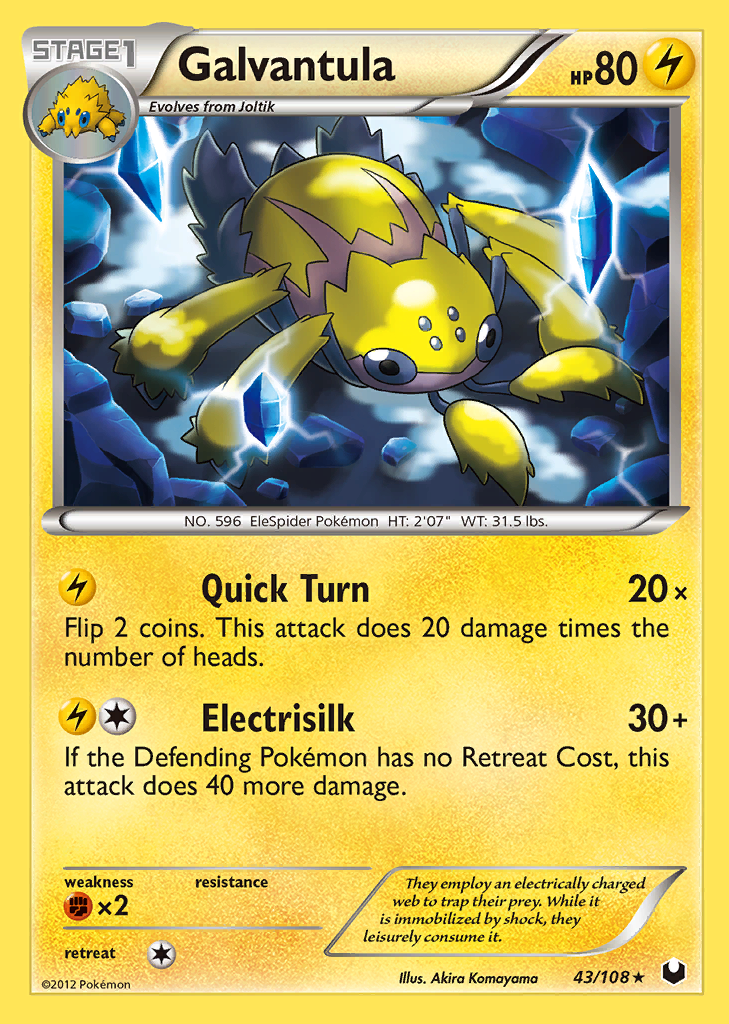 STAGE1
Galvantula
HP80
Evolves from Joltik
NO. 596 EleSpider Pokémon HT: 2'07" WT: 31.5 lbs.
Quick Turn 20×
Flip 2 coins. This attack does 20 damage times the
number of heads.
Electrisilk 30+
If the Defending Pokémon has no Retreat Cost, this
attack does 40 more damage.
weakness resistance
×2
They employ an electrically charged
web to trap their prey. While it
is immobilized by shock, they
leisurely consume it.
retreat
©2012 Pokémon
Illus. Akira Komayama
43/108 ★